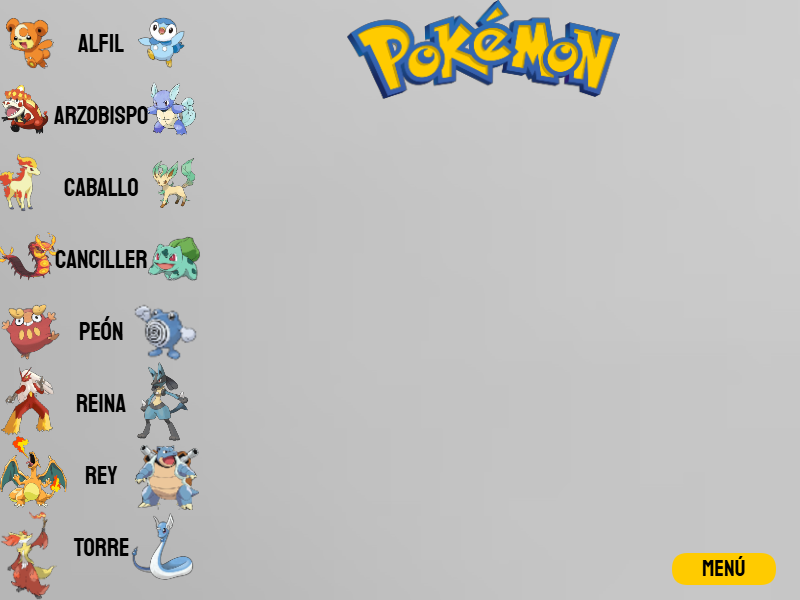 POKÉMON
ALFIL
ARZOBISPO
CABALLO
CANCILLER
PEÓN
REINA
REY
TORRE
MENÚ